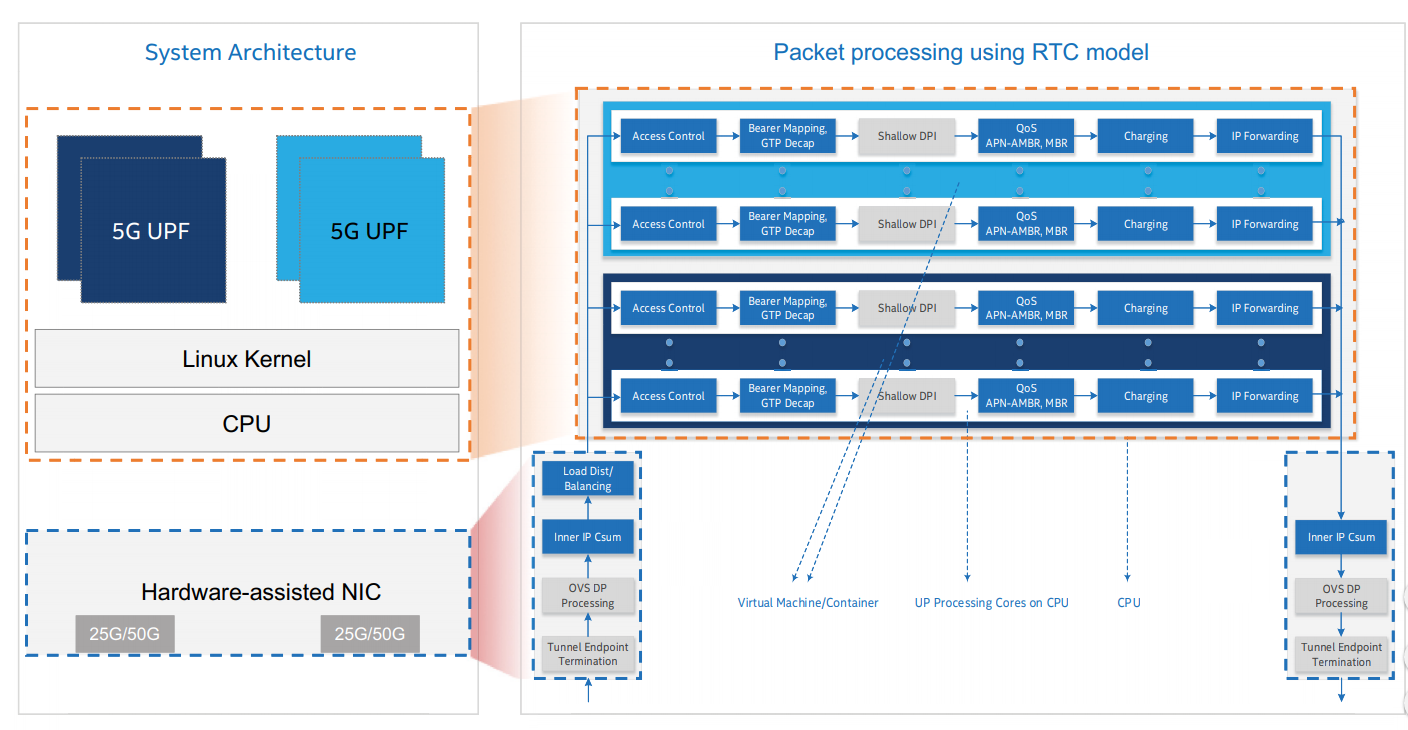 System Architecture
5G UPF
5G UPF
Linux Kernel
CPU
Hardware-assisted NIC
25G/50G
25G/50G
Packet processing using RTC model
Access Control
Bearer Mapping,
GTP Decap
Shallow DPI
QoS
APN-AMBR, MBR
Charging
IP Forwarding
Access Control
Bearer Mapping,
GTP Decap
Shallow DPI
QoS
APN-AMBR, MBR
Charging
IP Forwarding
Access Control
Bearer Mapping,
GTP Decap
Shallow DPI
QoS
APN-AMBR, MBR
Charging
IP Forwarding
Access Control
Bearer Mapping,
GTP Decap
Shallow DPI
QoS
APN-AMBR, MBR
Charging
IP Forwarding
Load Dist/
Balancing
Inner IP Csum
OVS DP
Processing
Tunnel Endpoint
Termination
Virtual Machine/Container
UP Processing Cores on CPU
CPU
Inner IP Csum
OVS DP
Processing
Tunnel Endpoint
Termination